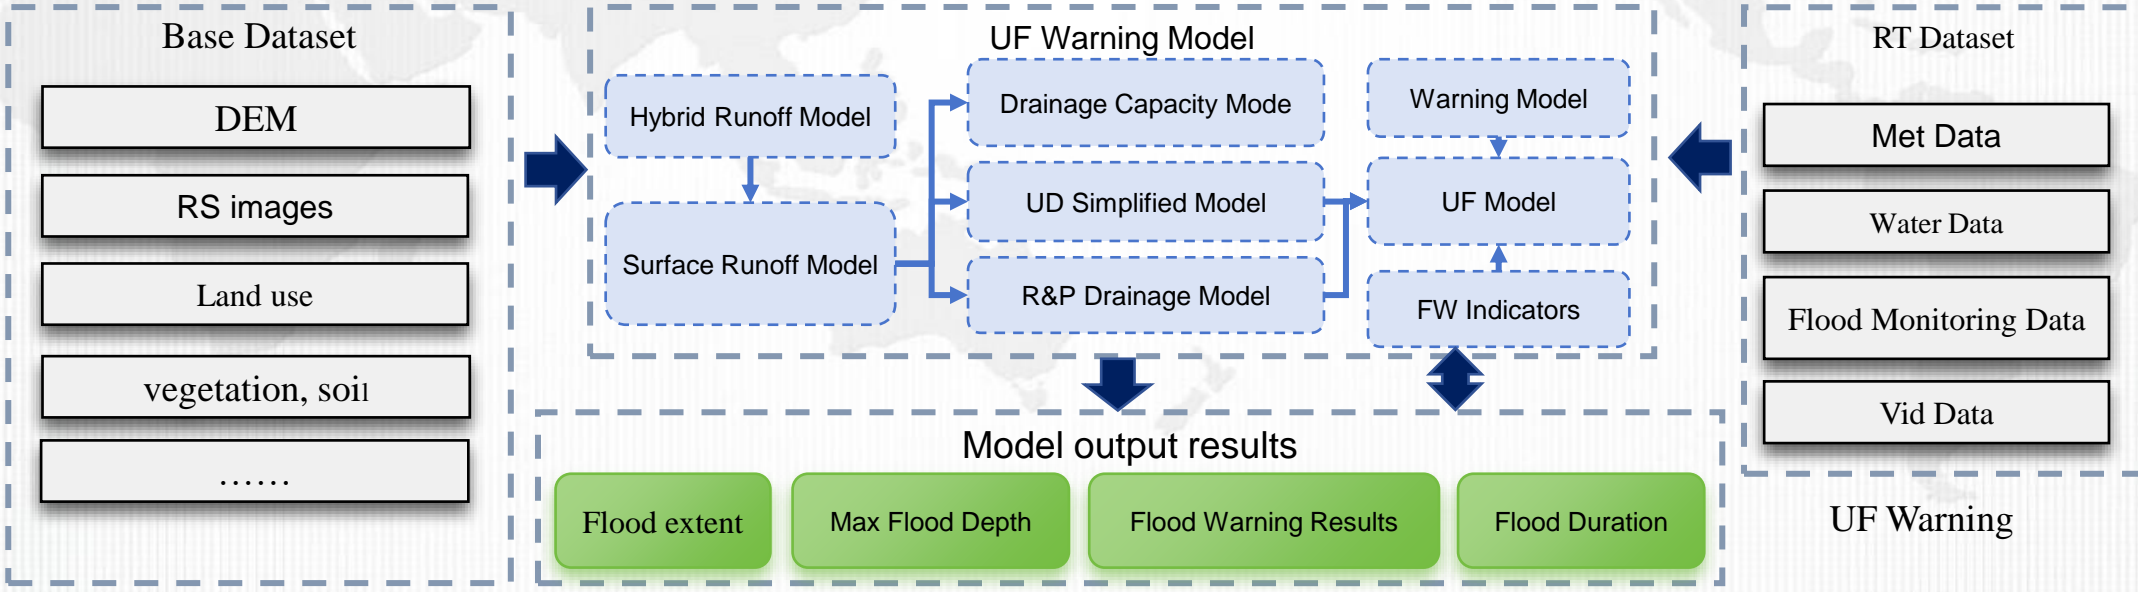 Base Dataset
DEM
RS images
Land use
vegetation, soil
……
UF Warning Model
Hybrid Runoff Model
Surface Runoff Model
Drainage Capacity Mode
UD Simplified Model
R&P Drainage Model
Warning Model
UF Model
FW Indicators
RT Dataset
Met Data
Water Data
Flood Monitoring Data
Vid Data
Model output results
Flood extent
Max Flood Depth
Flood Warning Results
Flood Duration
UF Warning